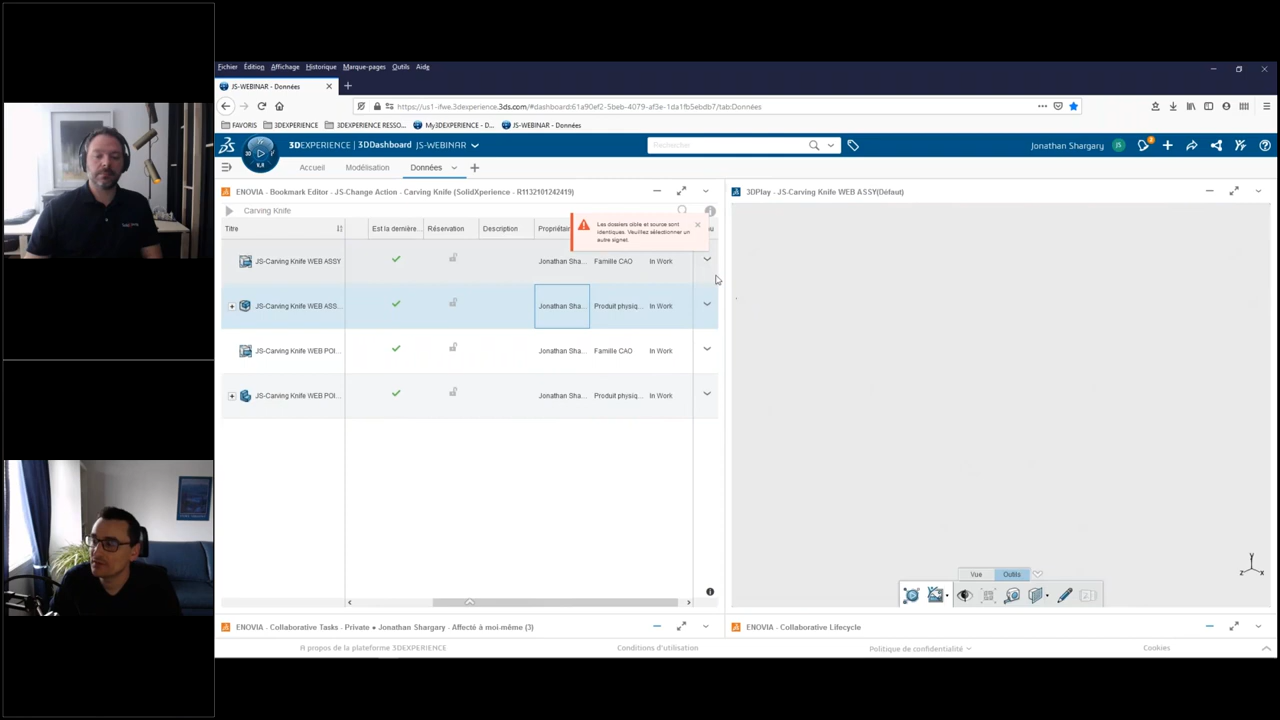 Fichier Édition Affichage Historique Marque-pages Outils Aide
JS-WEBINAR - Données
https://us1-ifwe.3dexperience.3ds.com/#dashboard:61a90ef2-5beb-4079-af3e-1da1fb5ebdb7/tab:Données
FAVORIS 3DEXPERIENCE 3DEXPERIENCE RESSO... My3DEXPERIENCE - D... JS-WEBINAR - Données
3DEXPERIENCE | 3DDashboard JS-WEBINAR Rechercher Jonathan Shargary JS
Accueil Modélisation Données
ENOVIA - Bookmark Editor - JS-Change Action - Carving Knife (SolidXperience - R1132101242419)
3DPlay - JS-Carving Knife WEB ASSY(Défaut)
Carving Knife
Les dossiers cible et source sont
identiques. Veuillez sélectionner un
autre signet.
Titre Est la dernière... Réservation Description
JS-Carving Knife WEB ASSY Jonathan Sha... Famille CAO In Work
JS-Carving Knife WEB ASS... Jonathan Sha... Produit physiq... In Work
JS-Carving Knife WEB POI... Jonathan Sha... Famille CAO In Work
JS-Carving Knife WEB POI... Jonathan Sha... Produit physiq... In Work
Vue Outils
Y
Z X
ENOVIA - Collaborative Tasks - Private • Jonathan Shargary - Affecté à moi-même (3)
ENOVIA - Collaborative Lifecycle
A propos de la plateforme 3DEXPERIENCE Conditions d'utilisation Politique de confidentialité Cookies